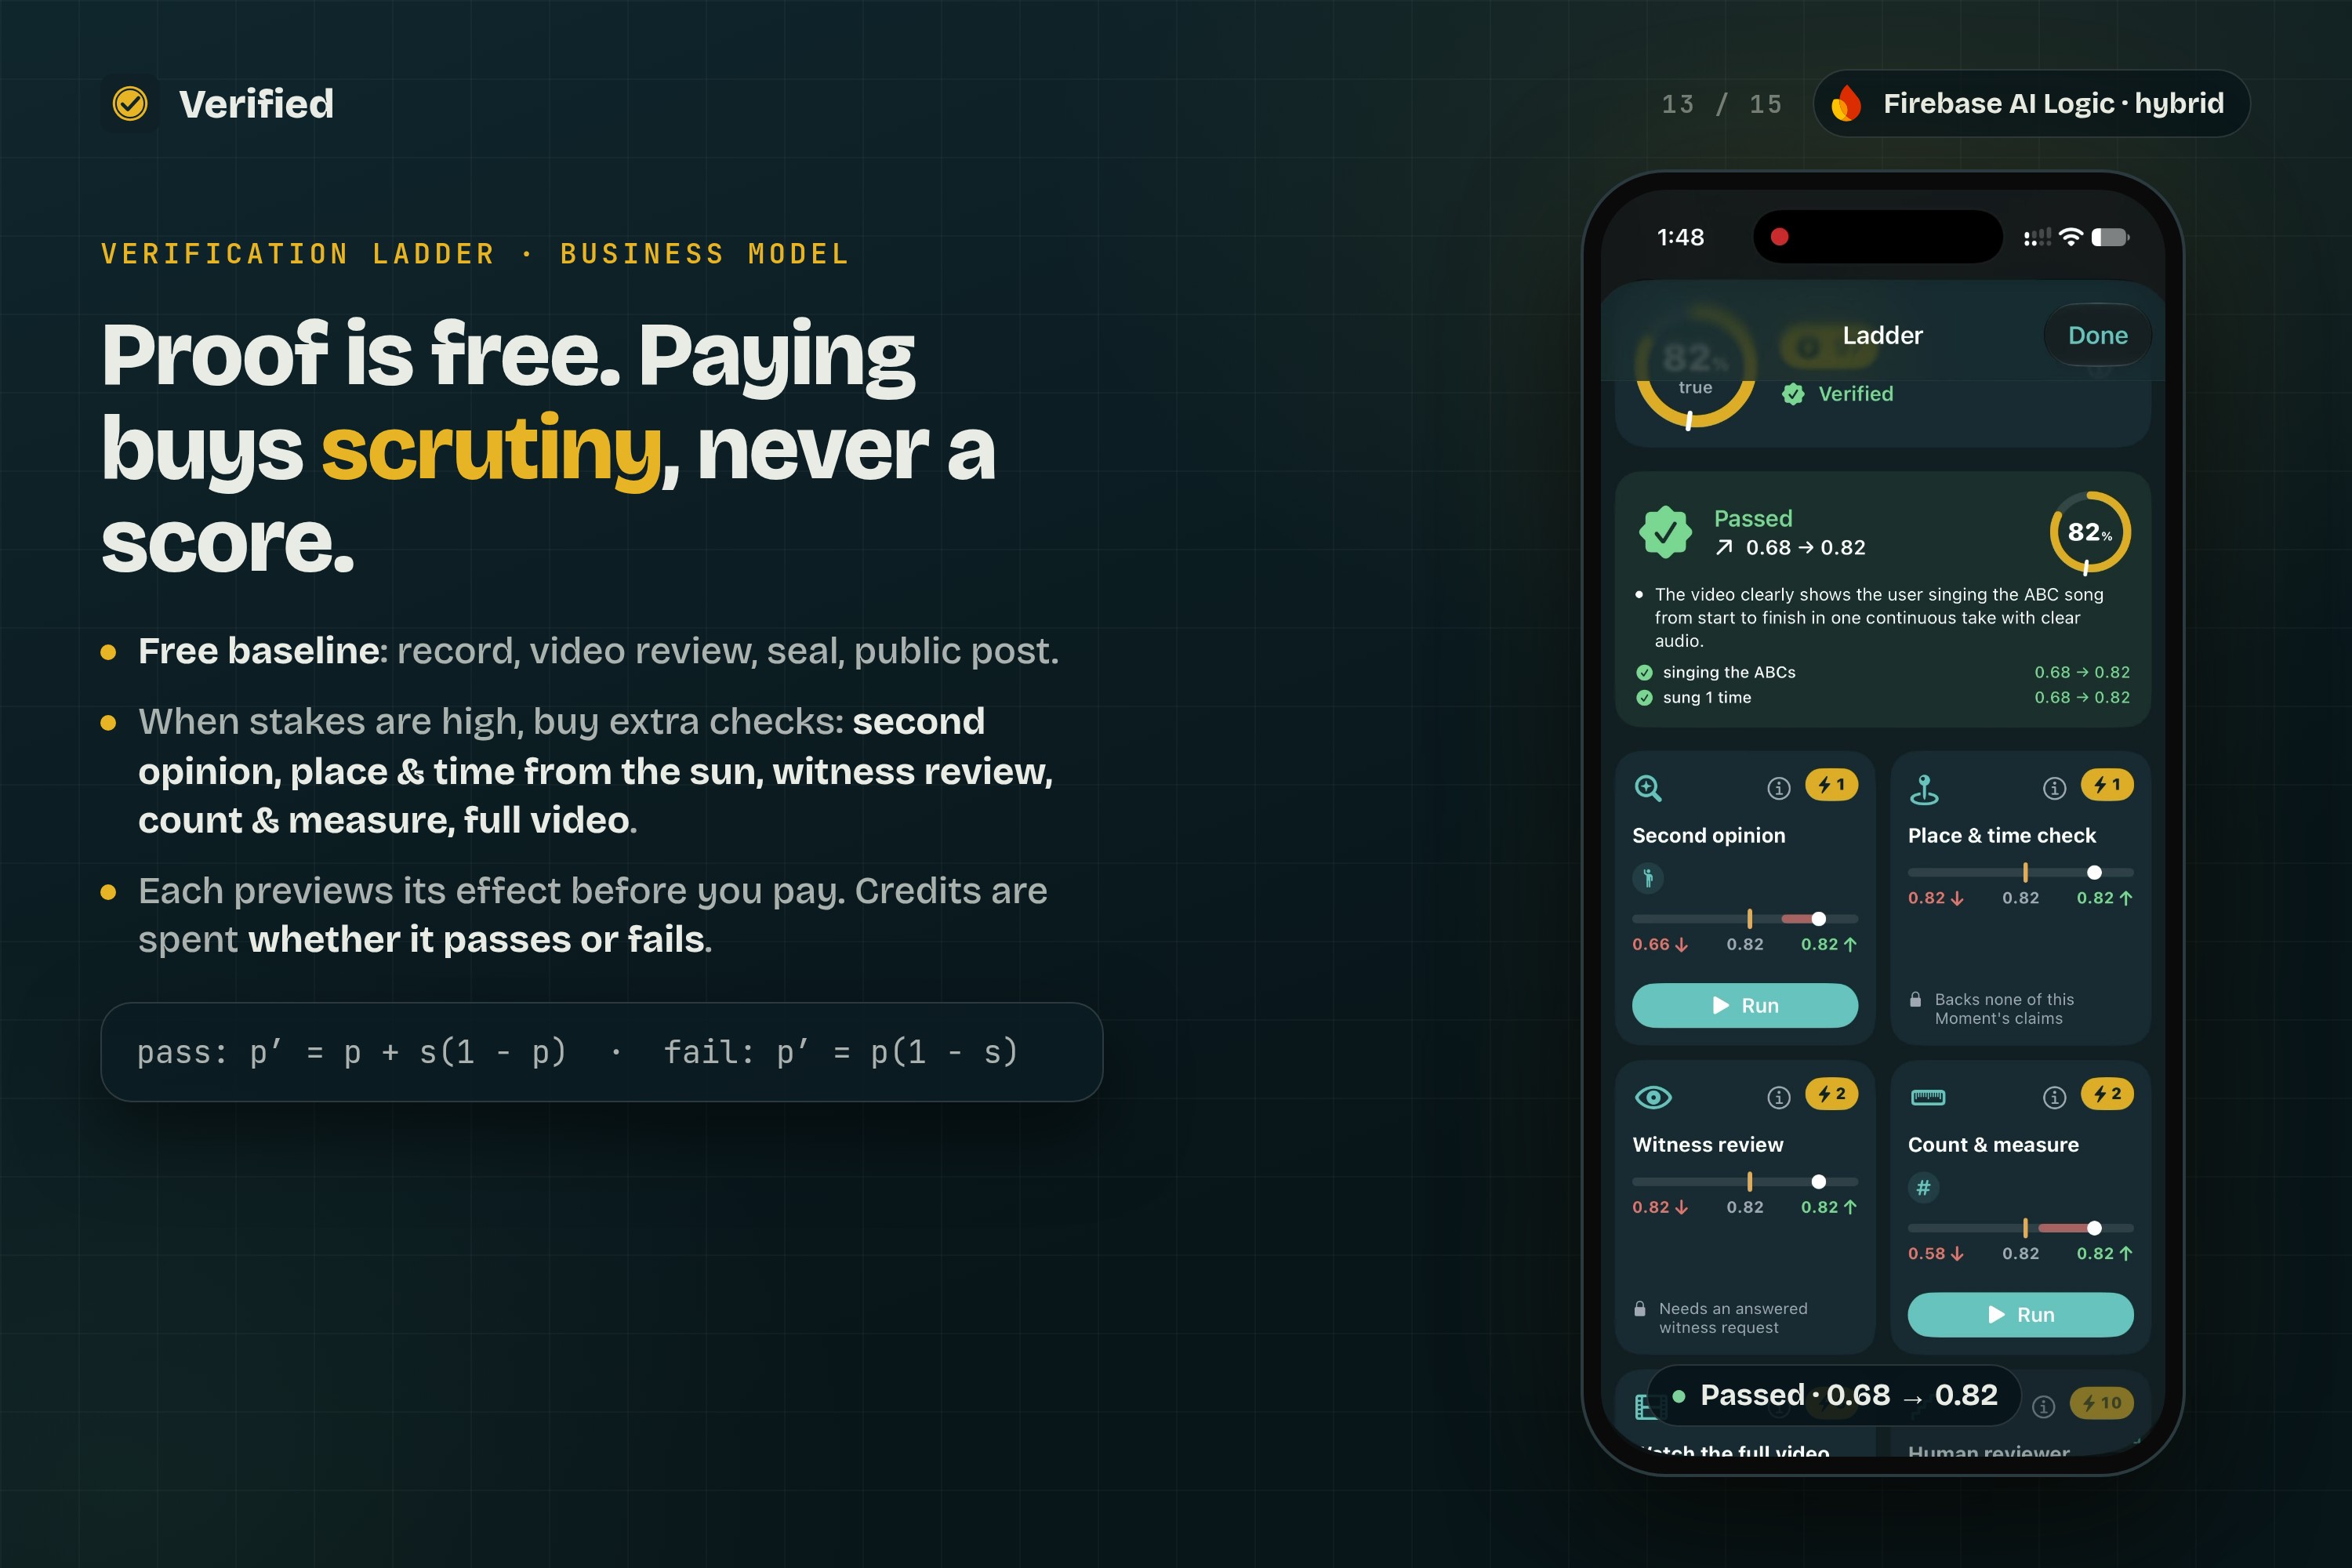 Verified
13 / 15
Firebase AI Logic · hybrid
VERIFICATION LADDER · BUSINESS MODEL
Proof is free. Paying
buys scrutiny, never a
score.
Free baseline: record, video review, seal, public post.
When stakes are high, buy extra checks: second
opinion, place & time from the sun, witness review,
count & measure, full video.
Each previews its effect before you pay. Credits are
spent whether it passes or fails.
pass: p′ = p + s(1 - p) · fail: p′ = p(1 - s)
1:48
Ladder
Done
82%
true
Verified
Passed
0.68 → 0.82
82%
The video clearly shows the user singing the ABC song
from start to finish in one continuous take with clear
audio.
singing the ABCs 0.68 → 0.82
sung 1 time 0.68 → 0.82
1
Second opinion
0.66 ↓ 0.82 0.82 ↑
Run
1
Place & time check
0.82 ↓ 0.82 0.82 ↑
Backs none of this
Moment's claims
2
Witness review
0.82 ↓ 0.82 0.82 ↑
Needs an answered
witness request
2
Count & measure
#
0.58 ↓ 0.82 0.82 ↑
Run
Passed · 0.68 → 0.82
10
Watch the full video
Human reviewer